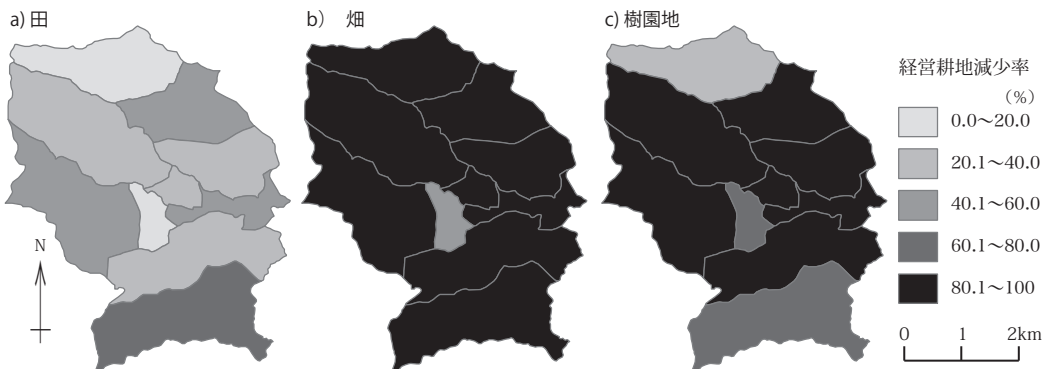 a) 田
b) 畑
c) 樹園地
経営耕地減少率
（%）
0.0～20.0
20.1～40.0
40.1～60.0
60.1～80.0
80.1～100
N
0 1 2km